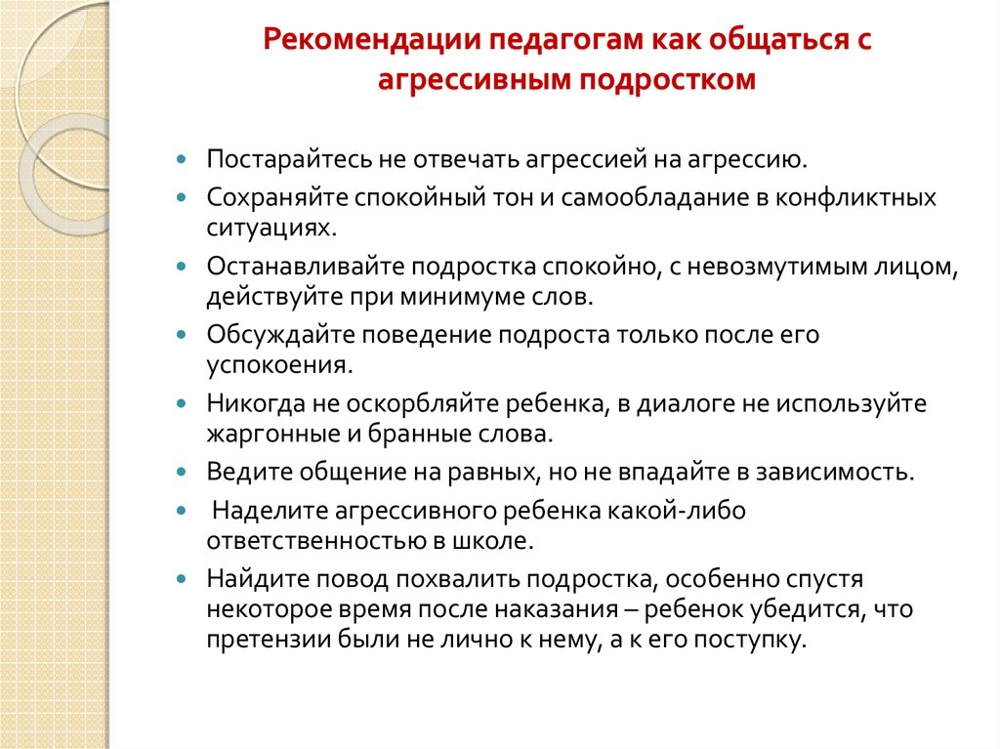 Рекомендации педагогам как общаться с
агрессивным подростком
• Постарайтесь не отвечать агрессией на агрессию.
• Сохраняйте спокойный тон и самообладание в конфликтных
ситуациях.
• Останавливайте подростка спокойно, с невозмутимым лицом,
действуйте при минимуме слов.
• Обсуждайте поведение подроста только после его
успокоения.
• Никогда не оскорбляйте ребенка, в диалоге не используйте
жаргонные и бранные слова.
• Ведите общение на равных, но не впадайте в зависимость.
• Наделите агрессивного ребенка какой-либо
ответственностью в школе.
• Найдите повод похвалить подростка, особенно спустя
некоторое время после наказания – ребенок убедится, что
претензии были не лично к нему, а к его поступку.